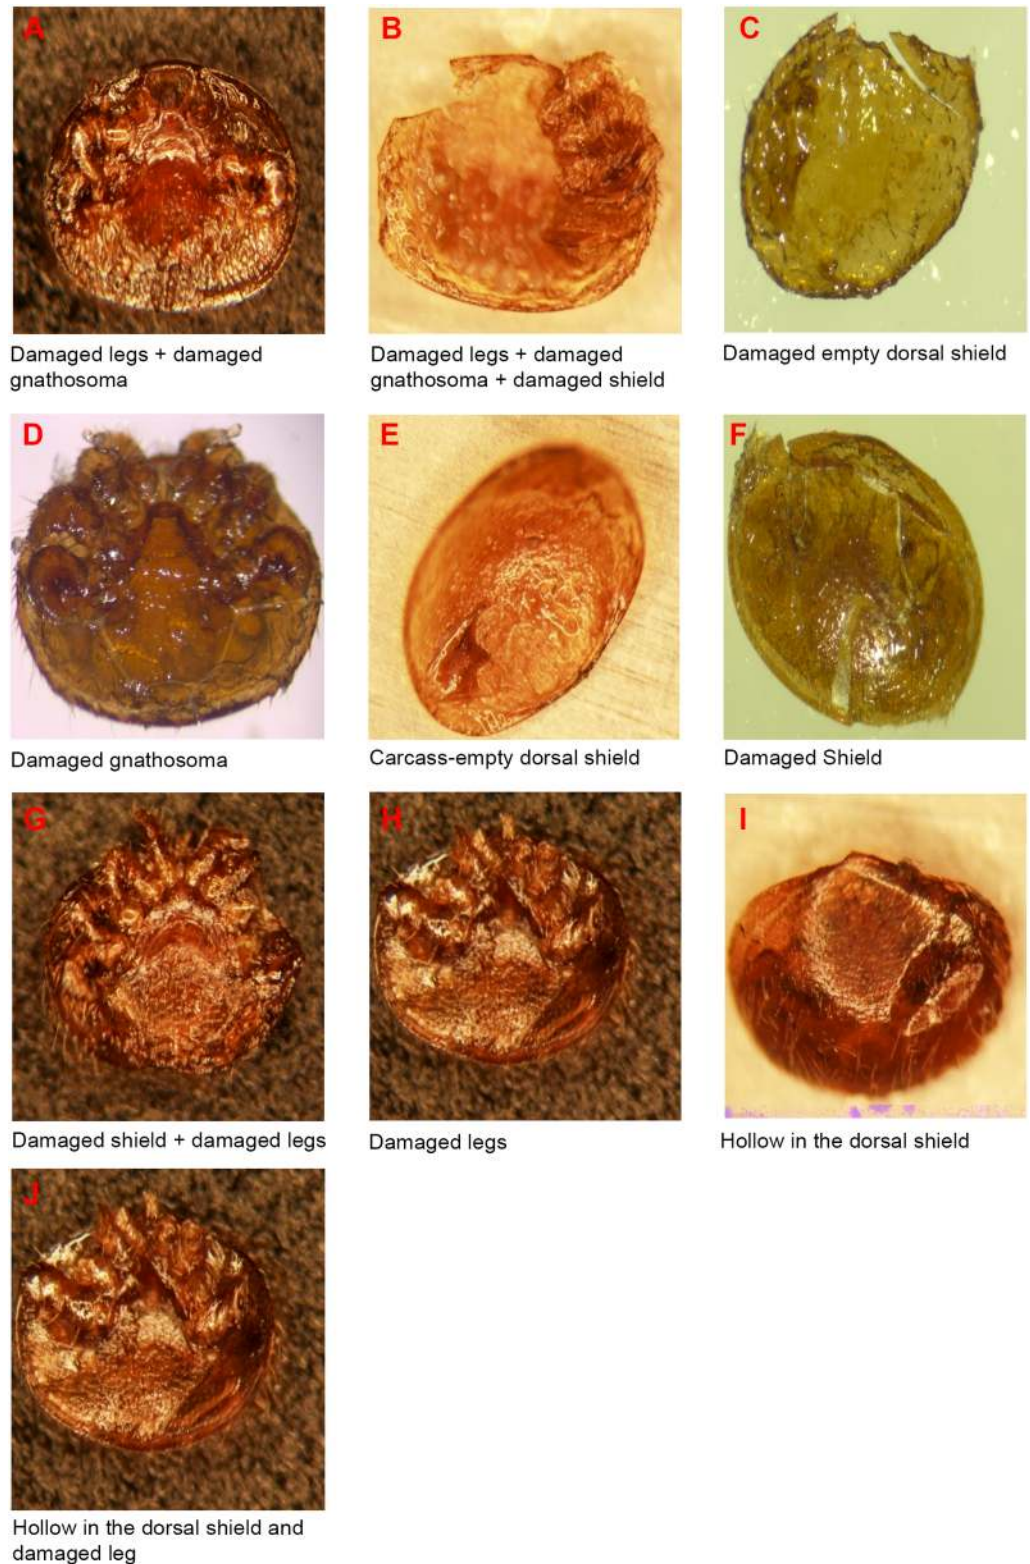 A
B
C
Damaged legs + damaged
gnathosoma
Damaged legs + damaged
gnathosoma + damaged shield
Damaged empty dorsal shield
D
E
F
Damaged gnathosoma
Carcass-empty dorsal shield
Damaged Shield
G
H
I
Damaged shield + damaged legs
Damaged legs
Hollow in the dorsal shield
J
Hollow in the dorsal shield and
damaged leg